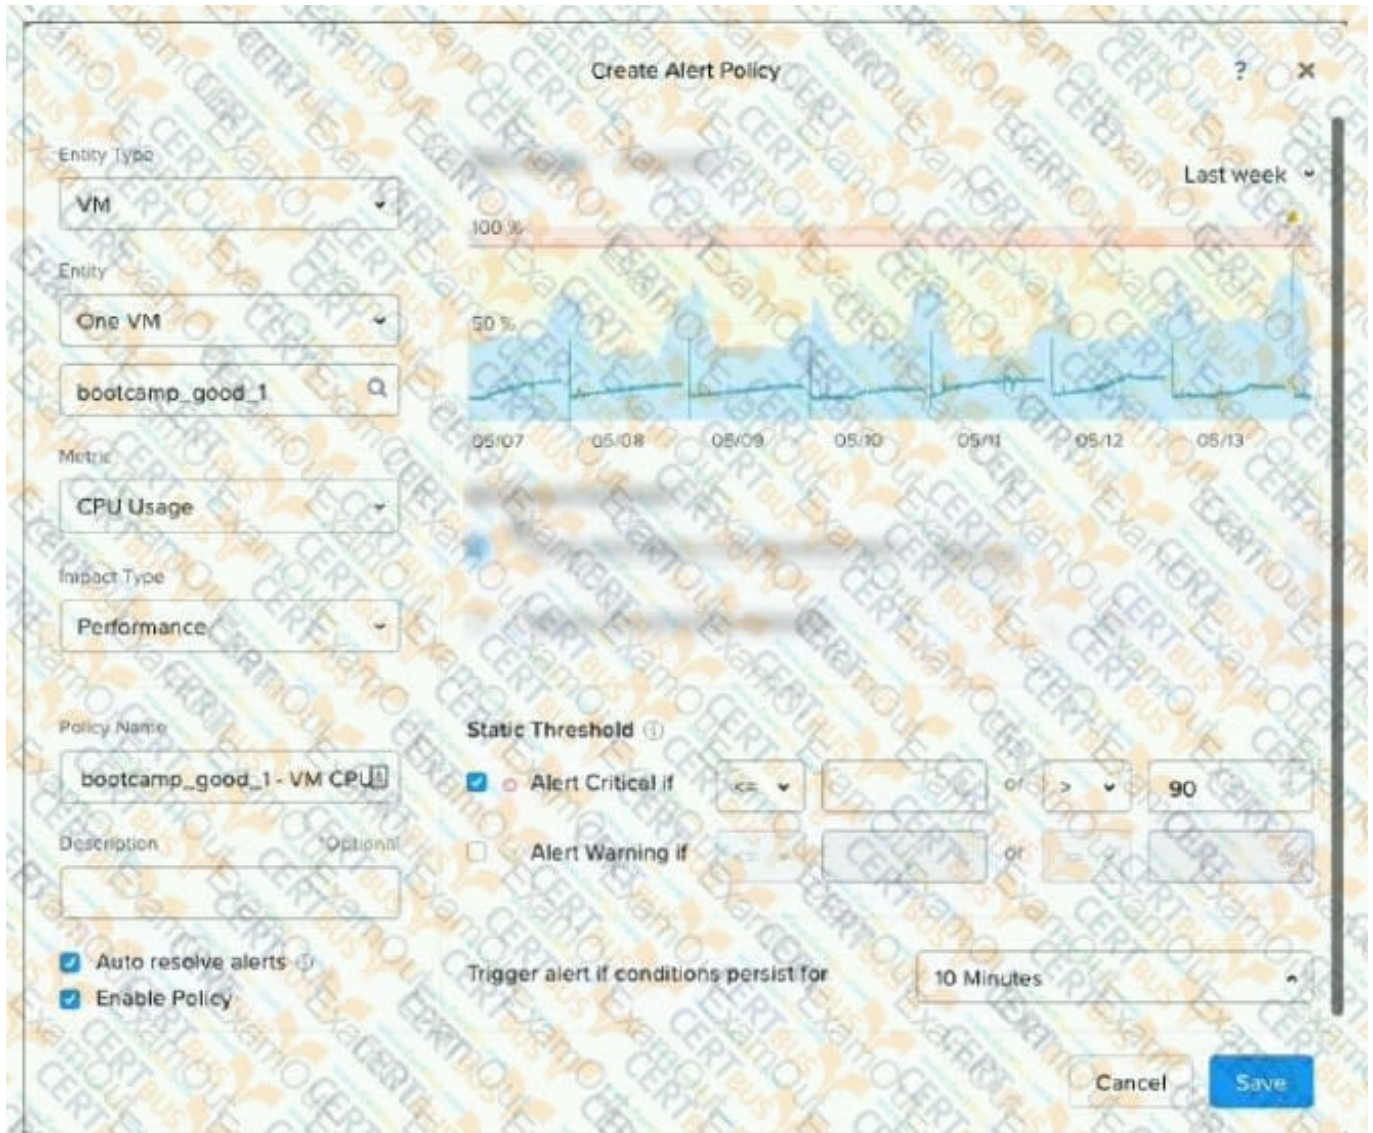 Create Alert Policy ? ×
Entity Type
VM
Entity
One VM
bootcamp_good_1
Metric
CPU Usage
Impact Type
Performance
Policy Name
bootcamp_good_1 - VM CPU
Description *Optional
Auto resolve alerts
Enable Policy
Last week
100 %
50 %
05/07 05/08 05/09 05/10 05/11 05/12 05/13
Static Threshold
Alert Critical if <= or > 90
Alert Warning if <= or >=
Trigger alert if conditions persist for 10 Minutes
Cancel Save
CERTBUS